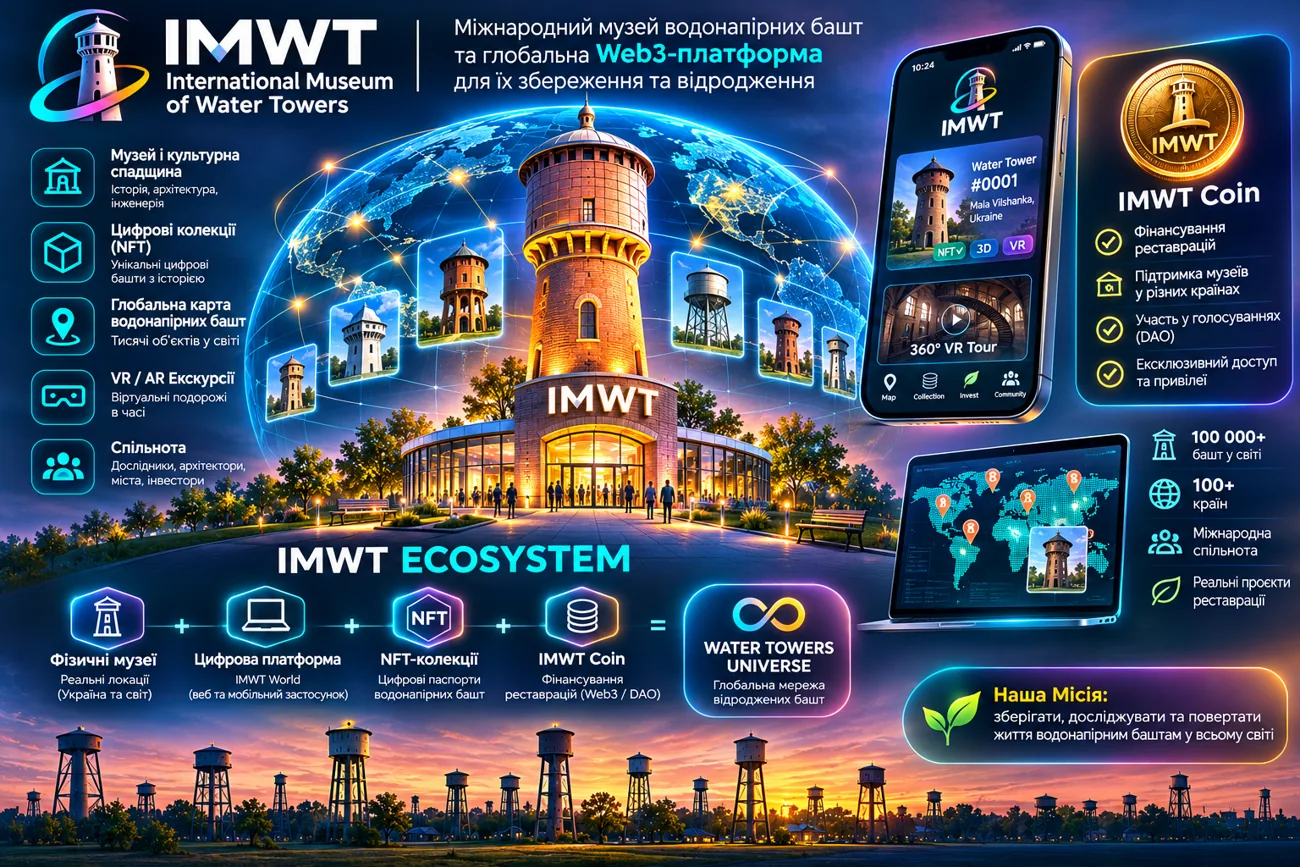 IMWT
International Museum
of Water Towers
Міжнародний музей водонапірних башт
та глобальна Web3-платформа
для їх збереження та відродження
Музей і культурна
спадщина
Історія, архітектура,
інженерія
Цифрові колекції
(NFT)
Унікальні цифрові
башти з історією
Глобальна карта
водонапірних башт
Тисячі об'єктів у світі
VR / AR Екскурсії
Віртуальні подорожі
в часі
Спільнота
Дослідники, архітектори,
міста, інвестори
IMWT
10:24
IMWT
Water Tower
#0001
Mala Vilshanka,
Ukraine
NFT✓
3D
VR
360° VR Tour
Map
Collection
Invest
Community
IMWT
IMWT Coin
Фінансування
реставрацій
Підтримка музеїв
у різних країнах
Участь у голосуваннях
(DAO)
Ексклюзивний доступ
та привілеї
100 000+
башт у світі
100+
країн
Міжнародна
спільнота
Реальні проєкти
реставрації
IMWT ECOSYSTEM
Фізичні музеї
Реальні локації
(Україна та світ)
+
Цифрова платформа
IMWT World
(веб та мобільний застосунок)
+
NFT
NFT-колекції
Цифрові паспорти
водонапірних башт
+
IMWT Coin
Фінансування
реставрацій (Web3 / DAO)
=
WATER TOWERS
UNIVERSE
Глобальна мережа
відроджених башт
Наша Місія:
зберігати, досліджувати та повертати
життя водонапірним баштам у всьому світі